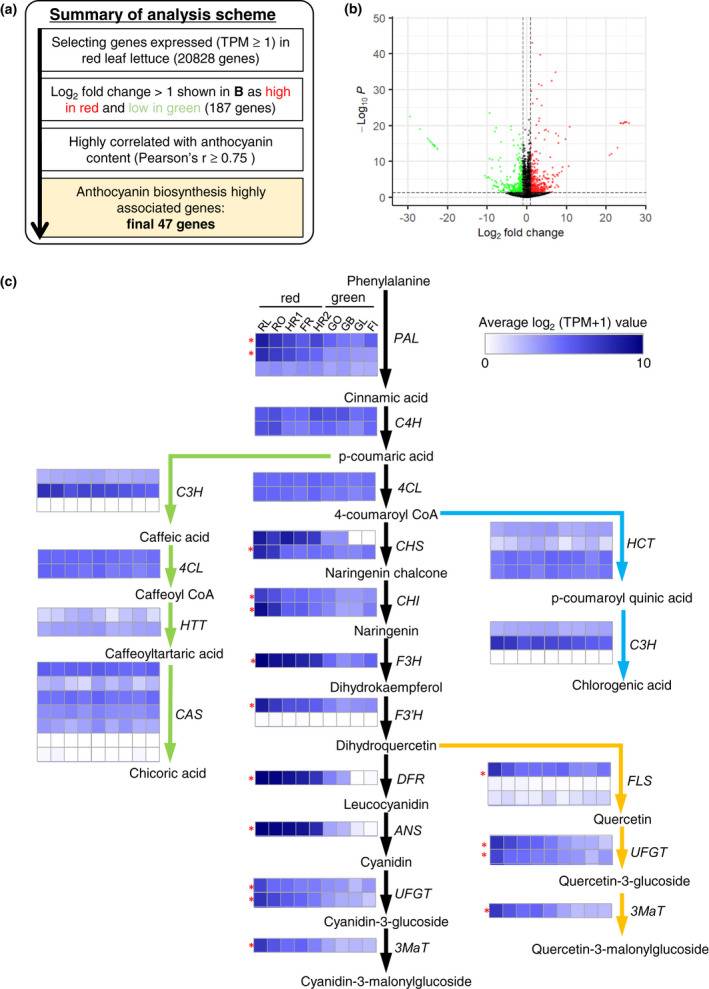 (a)
Summary of analysis scheme
Selecting genes expressed (TPM ≥ 1) in
red leaf lettuce (20828 genes)
Log2 fold change > 1 shown in B as high
in red and low in green (187 genes)
Highly correlated with anthocyanin
content (Pearson's r ≥ 0.75 )
Anthocyanin biosynthesis highly
associated genes:
final 47 genes
(b)
−Log10 P
50
40
30
20
10
0
−30 −20 −10 0 10 20 30
Log2 fold change
(c)
Phenylalanine
red green
RL RO HR1 FR HR2 GO GB GL FI
* PAL
*
Average log2 (TPM+1) value
0 10
Cinnamic acid
C4H
p-coumaric acid
C3H
4CL
4-coumaroyl CoA
Caffeic acid
CHS
*
HCT
4CL
Naringenin chalcone
Caffeoyl CoA
* CHI
*
p-coumaroyl quinic acid
HTT
Naringenin
Caffeoyltartaric acid
* F3H
C3H
Dihydrokaempferol
Chlorogenic acid
CAS
* F3'H
Dihydroquercetin
Chicoric acid
* DFR
* FLS
Leucocyanidin
Quercetin
* ANS
* UFGT
*
Cyanidin
Quercetin-3-glucoside
* UFGT
*
* 3MaT
Cyanidin-3-glucoside
* 3MaT
Quercetin-3-malonylglucoside
Cyanidin-3-malonylglucoside